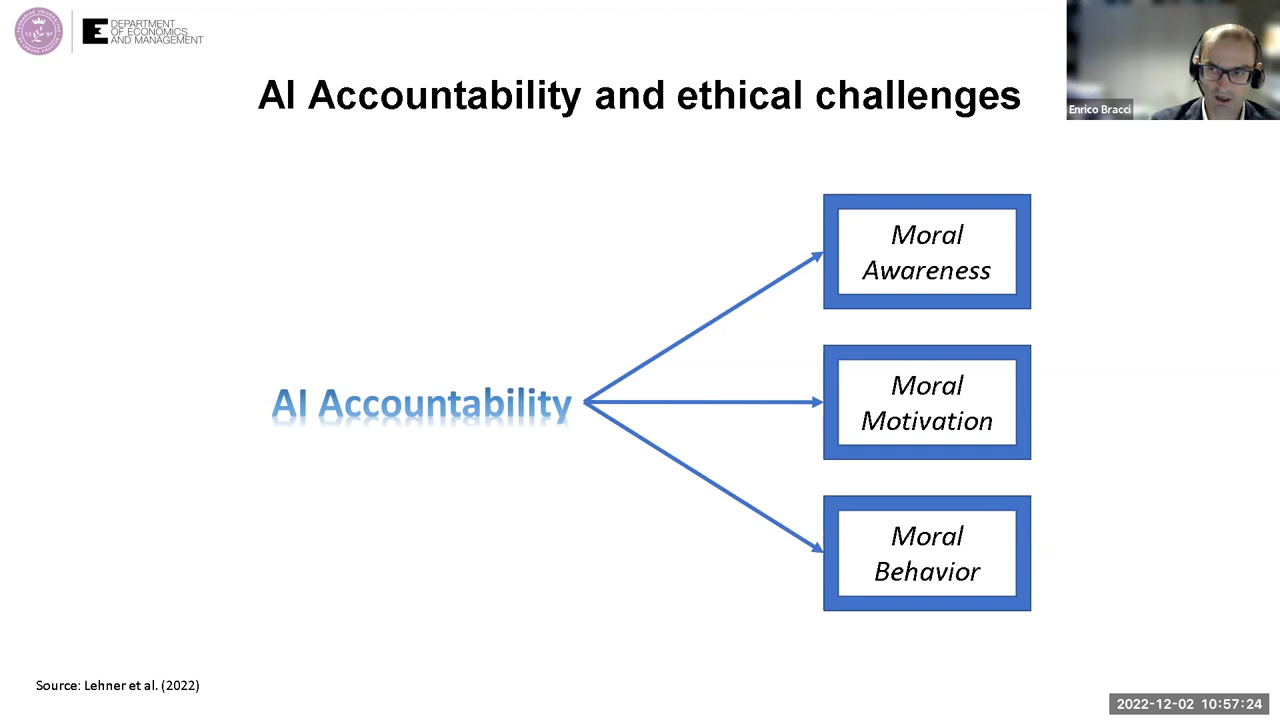 DEPARTMENT
OF ECONOMICS
AND MANAGEMENT
Enrico Bracci
AI Accountability and ethical challenges
Moral
Awareness
AI Accountability
Moral
Motivation
Moral
Behavior
Source: Lehner et al. (2022)
2022-12-02 10:57:24